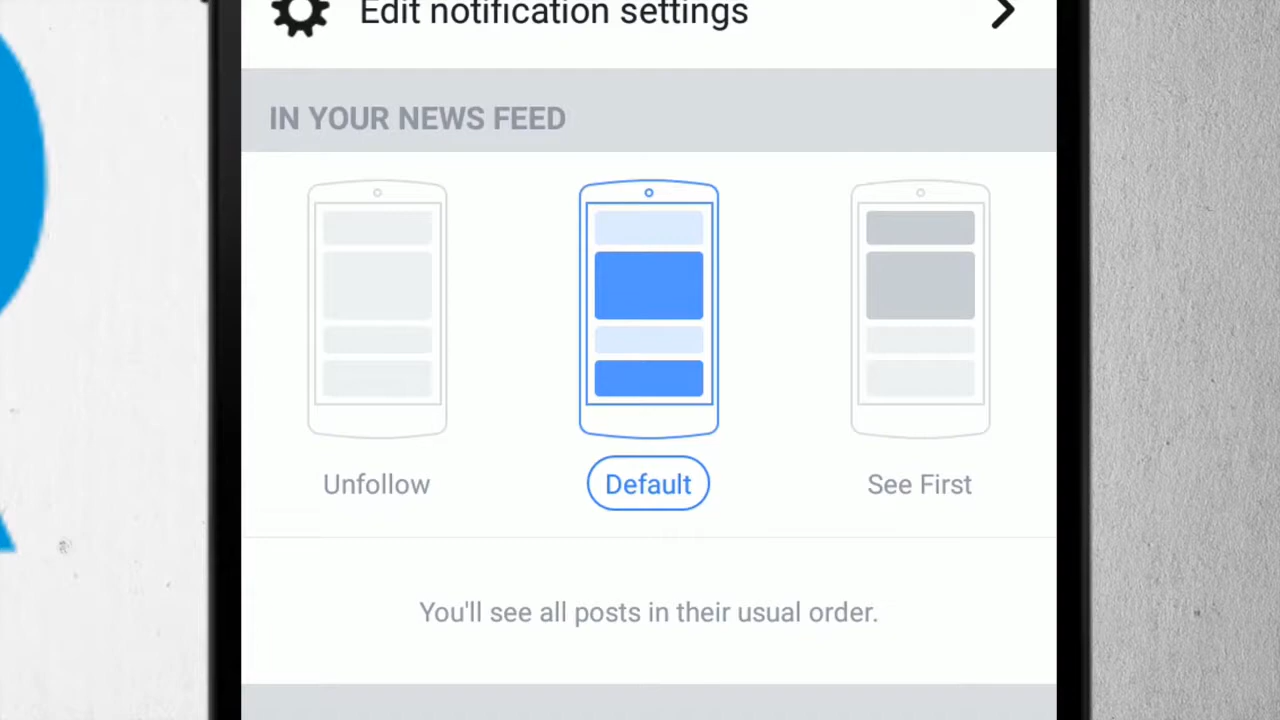 Edit notification settings
IN YOUR NEWS FEED
Unfollow
Default
See First
You'll see all posts in their usual order.